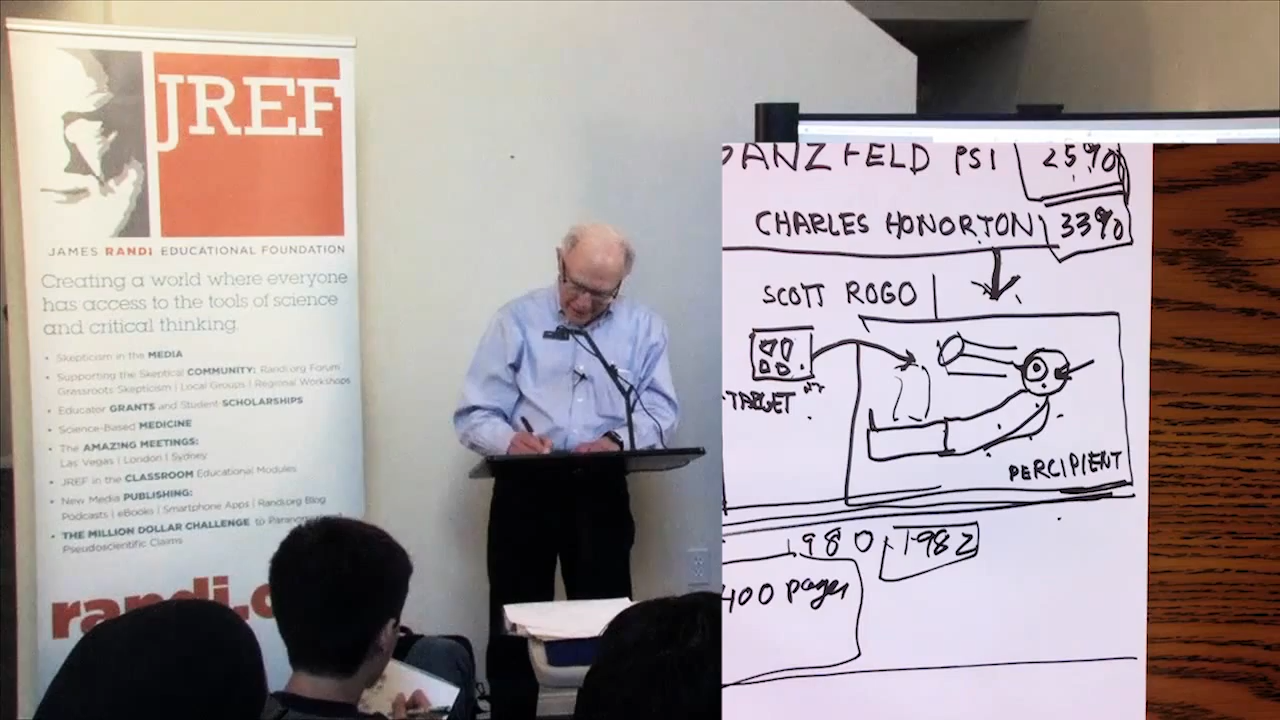 JREF
JAMES RANDI EDUCATIONAL FOUNDATION
Creating a world where everyone
has access to the tools of science
and critical thinking.
• Skepticism in the MEDIA
• Supporting the Skeptical COMMUNITY: Randi.org Forum
Grassroots Skepticism | Local Groups | Regional Workshops
• Educator GRANTS and Student SCHOLARSHIPS
• Science-Based MEDICINE
• The AMAZING MEETINGS:
Las Vegas | London | Sydney
• JREF in the CLASSROOM Educational Modules
• New Media PUBLISHING:
Podcasts | eBooks | Smartphone Apps | Randi.org Blog
• THE MILLION DOLLAR CHALLENGE to
Pseudoscientific Claims
randi.o
GANZFELD PSI 25%
CHARLES HONORTON 33%
SCOTT ROGO
TARGET
PERCIPIENT
1980 1982
400 pages